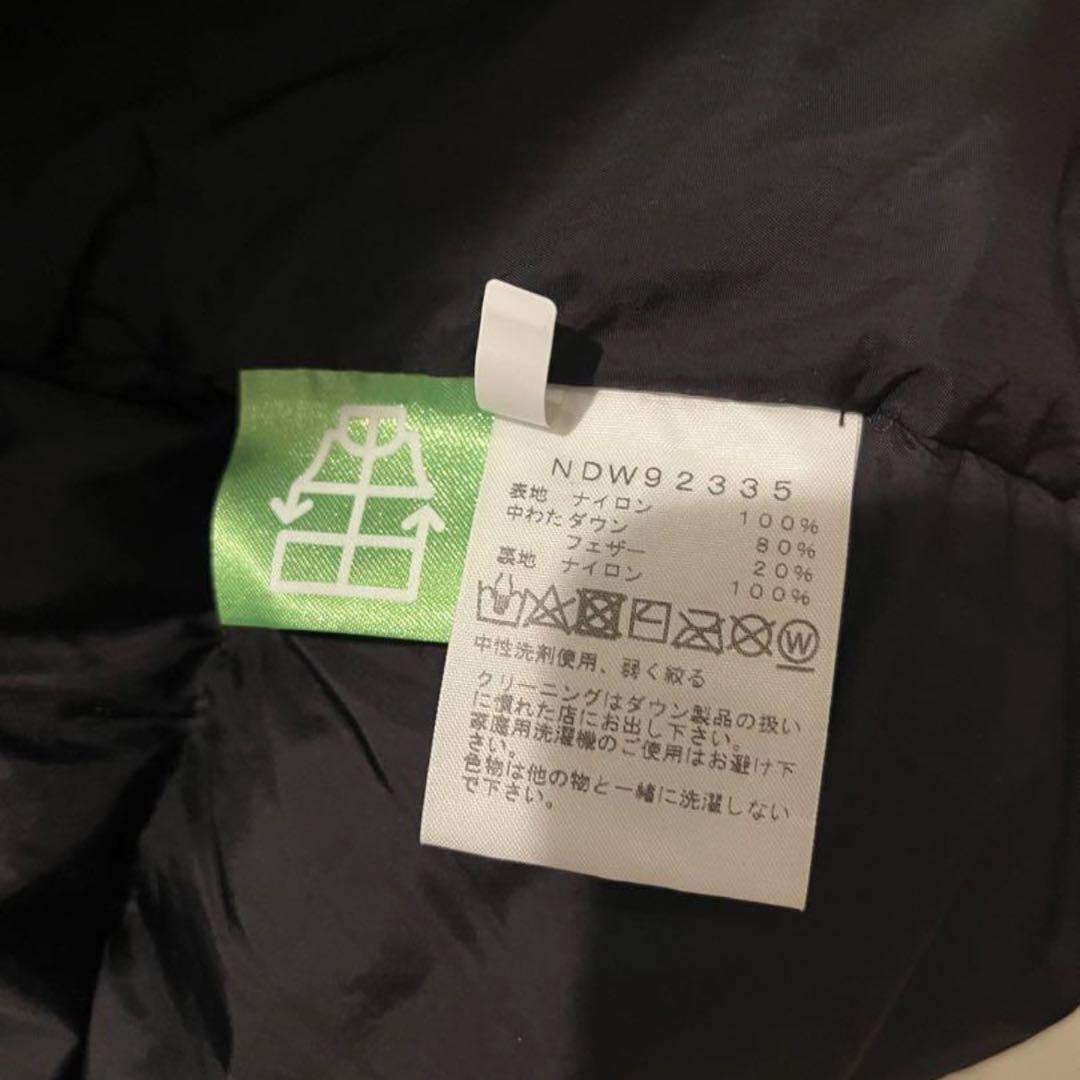 NDW92335
表地 ナイロン 100%
中わた ダウン 80%
フェザー 20%
裏地 ナイロン 100%
W
中性洗剤使用、弱く絞る
クリーニングはダウン製品の扱い
に慣れた店にお出し下さい。
家庭用洗濯機のご使用はお避け下
さい。
色物は他の物と一緒に洗濯しない
で下さい。